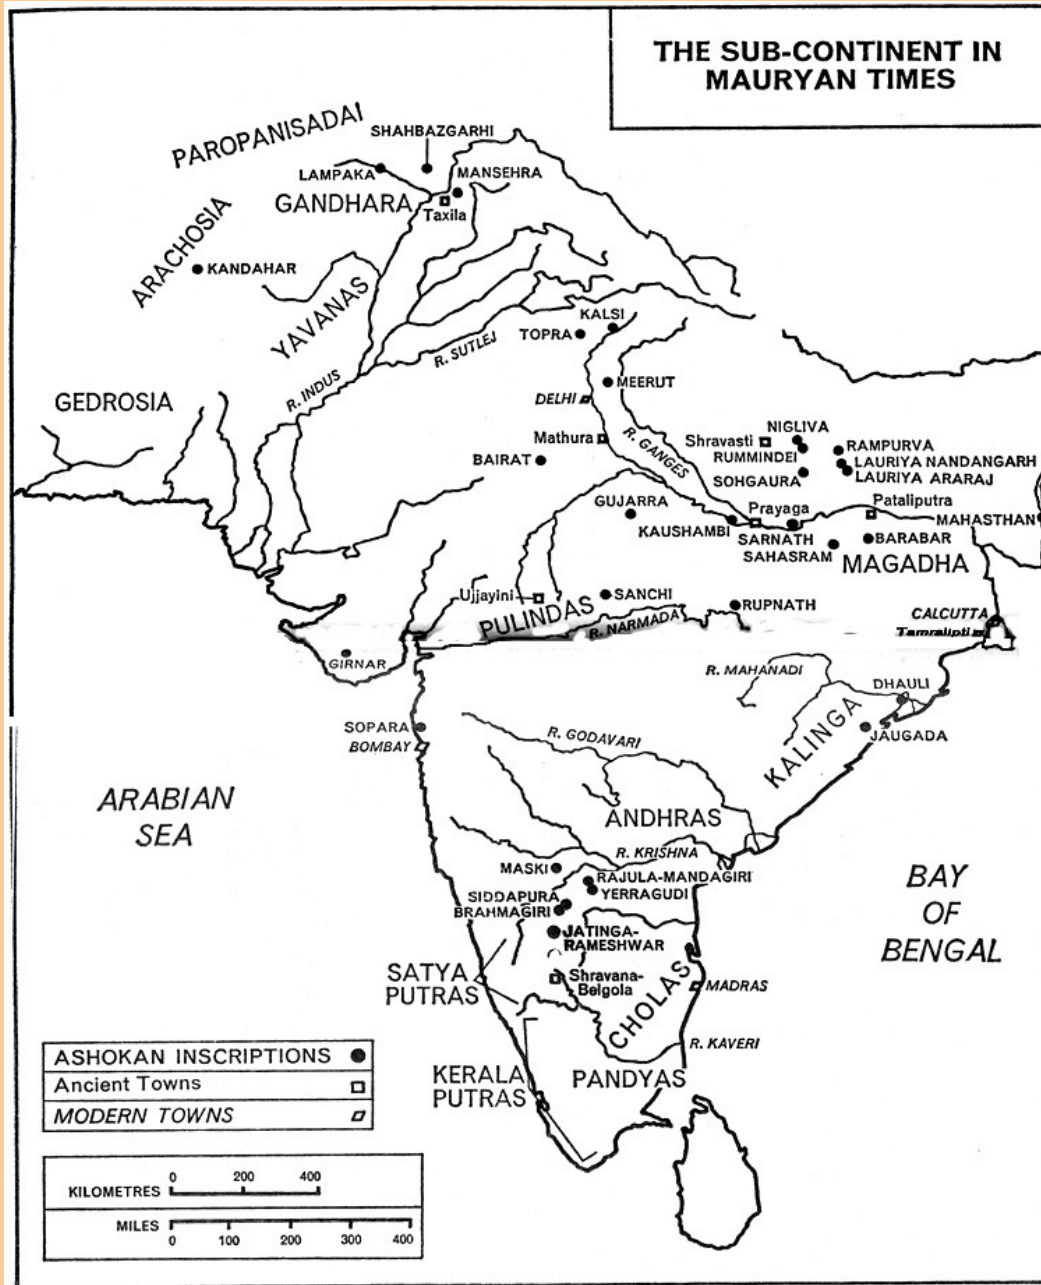 THE SUB-CONTINENT IN
MAURYAN TIMES
PAROPANISADAI
SHAHBAZGARHI
LAMPAKA
MANSEHRA
GANDHARA
Taxila
ARACHOSIA
KANDAHAR
YAVANAS
KALSI
TOPRA
R. SUTLEJ
R. INDUS
MEERUT
GEDROSIA
DELHI
Mathura
R. GANGES
NIGLIVA
Shravasti
RUMMINDEI
RAMPURVA
BAIRAT
LAURIYA NANDANGARH
SOHGAURA
LAURIYA ARARAJ
GUJARRA
Prayaga
Pataliputra
KAUSHAMBI
MAHASTHAN
SARNATH
BARABAR
SAHASRAM
MAGADHA
Ujjayini
SANCHI
RUPNATH
PULINDAS
CALCUTTA
R. NARMADA
Tamralipti
GIRNAR
R. MAHANADI
DHAULI
SOPARA
R. GODAVARI
KALINGA
JAUGADA
BOMBAY
ARABIAN
SEA
ANDHRAS
R. KRISHNA
MASKI
RAJULA-MANDAGIRI
YERRAGUDI
SIDDAPURA
BRAHMAGIRI
BAY
OF
BENGAL
JATINGA-
RAMESHWAR
SATYA
PUTRAS
Shravana-
Belgola
CHOLAS
MADRAS
R. KAVERI
KERALA
PUTRAS
PANDYAS
ASHOKAN INSCRIPTIONS
Ancient Towns
MODERN TOWNS
0 200 400
KILOMETRES
MILES
0 100 200 300 400